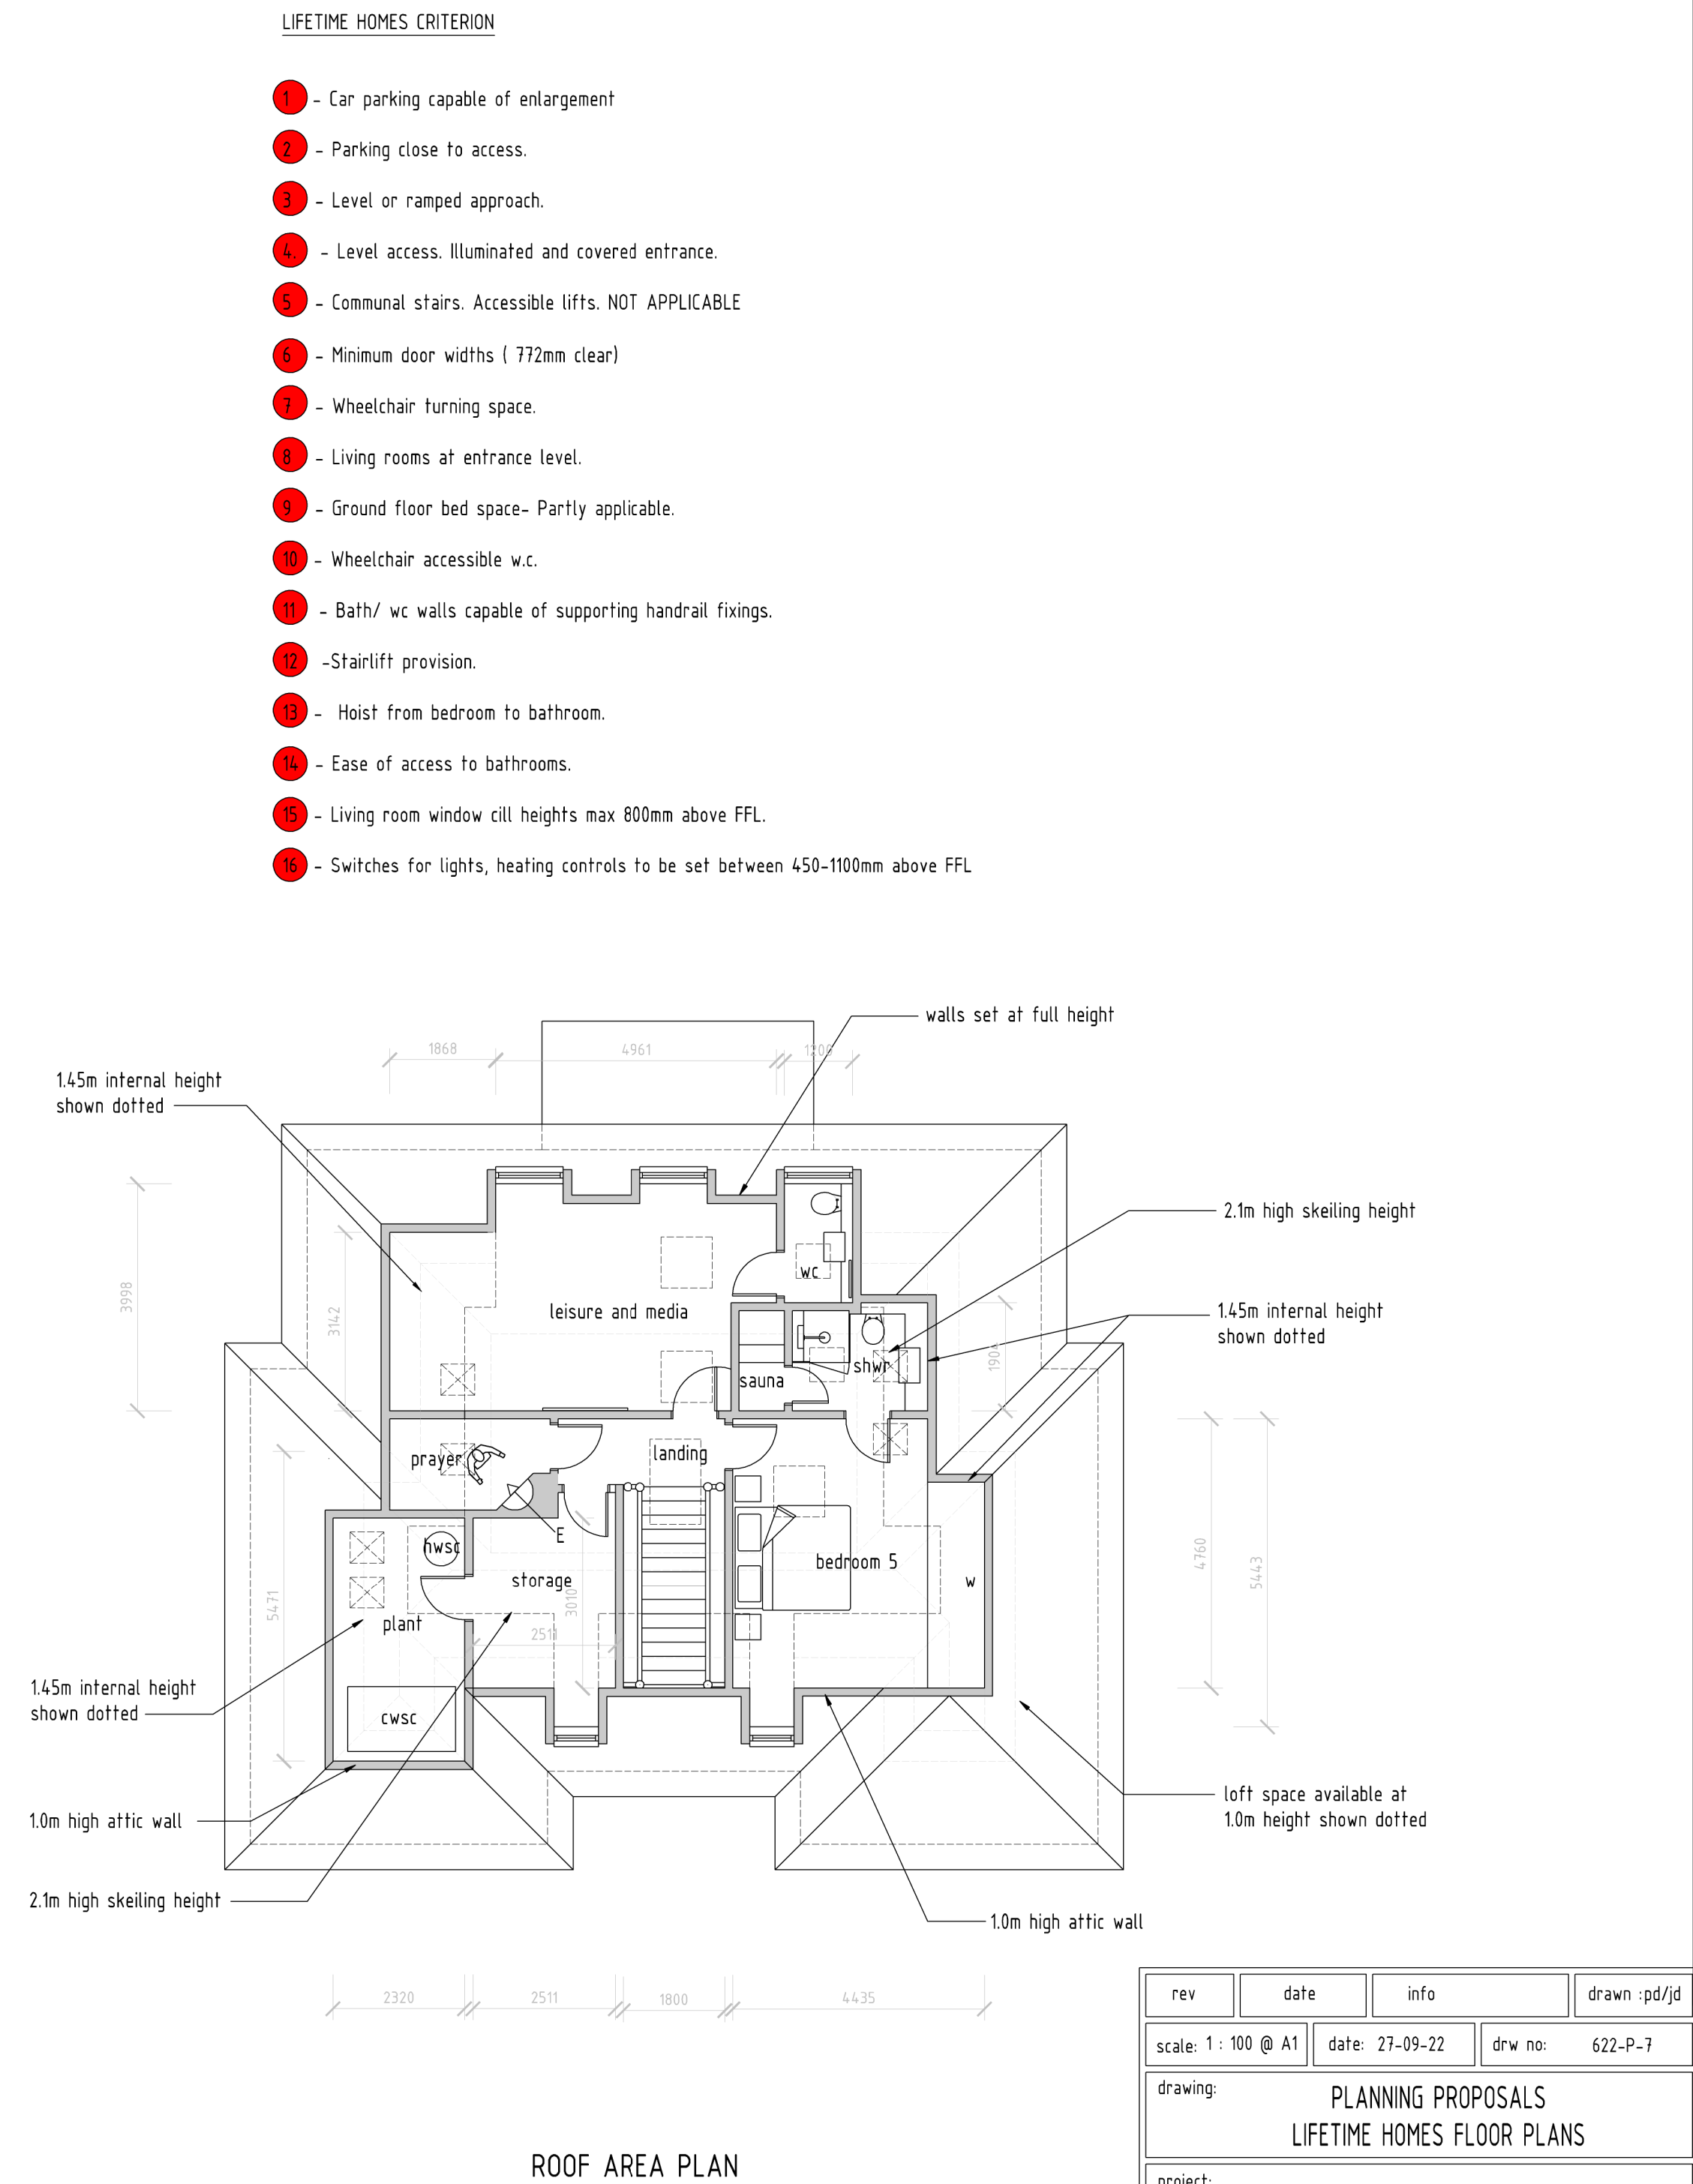 LIFETIME HOMES CRITERION
1 - Car parking capable of enlargement
2 - Parking close to access.
3 - Level or ramped approach.
4. - Level access. Illuminated and covered entrance.
5 - Communal stairs. Accessible lifts. NOT APPLICABLE
6 - Minimum door widths ( 772mm clear)
7 - Wheelchair turning space.
8 - Living rooms at entrance level.
9 - Ground floor bed space- Partly applicable.
10 - Wheelchair accessible w.c.
11 - Bath/ wc walls capable of supporting handrail fixings.
12 -Stairlift provision.
13 - Hoist from bedroom to bathroom.
14 - Ease of access to bathrooms.
15 - Living room window cill heights max 800mm above FFL.
16 - Switches for lights, heating controls to be set between 450-1100mm above FFL
walls set at full height
1868
4961
1200
1.45m internal height
shown dotted
2.1m high skeiling height
3998
3142
wc
leisure and media
1.45m internal height
shown dotted
1904
shwr
sauna
prayer
landing
E
hwsc
storage
bedroom 5
w
4760
5443
5471
3010
plant
2511
1.45m internal height
shown dotted
cwsc
loft space available at
1.0m height shown dotted
1.0m high attic wall
2.1m high skeiling height
1.0m high attic wall
2320
2511
1800
4435
rev
date
info
drawn :pd/jd
scale: 1 : 100 @ A1
date: 27-09-22
drw no: 622-P-7
drawing:
PLANNING PROPOSALS
LIFETIME HOMES FLOOR PLANS
ROOF AREA PLAN
project: